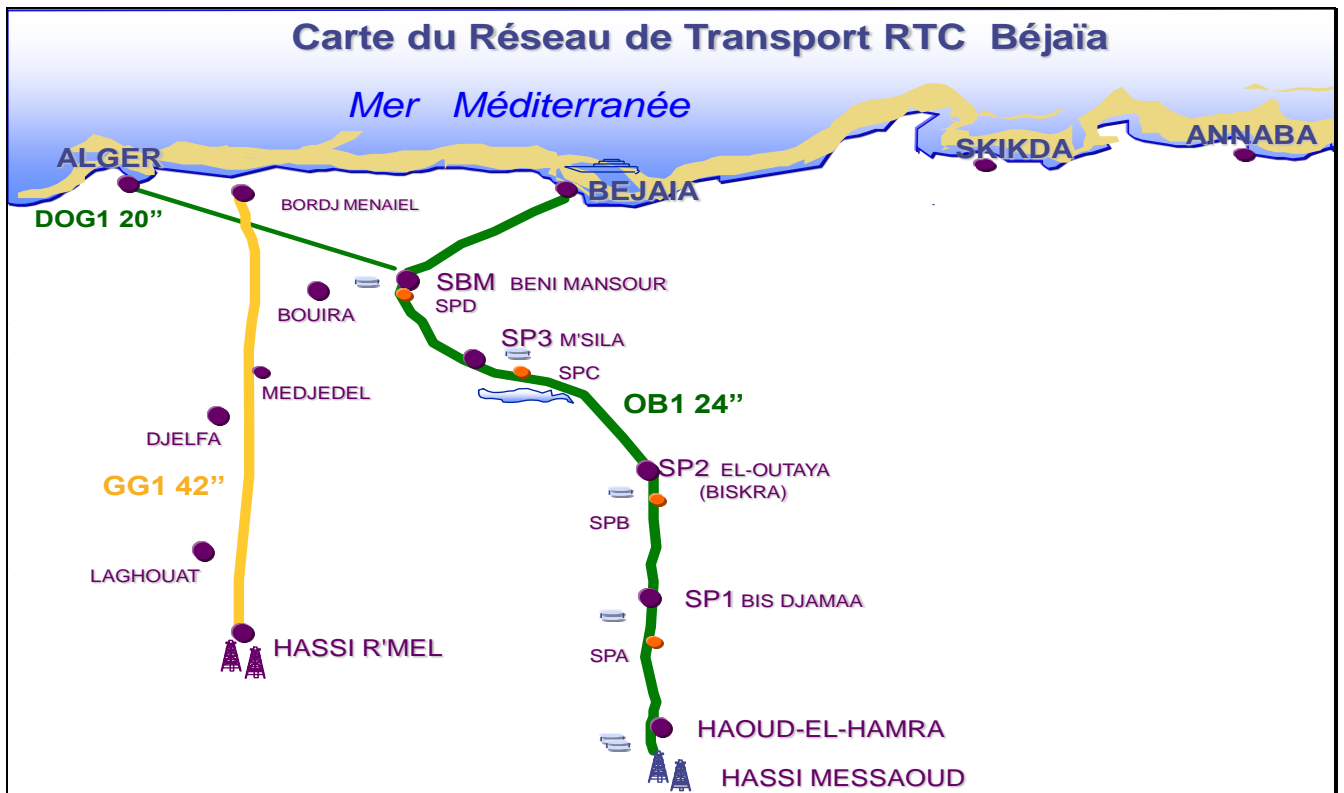 Carte du Réseau de Transport RTC Béjaïa
Mer Méditerranée
ALGER
SKIKDA
ANNABA
BEJAIA
BORDJ MENAIEL
DOG1 20”
SBM BENI MANSOUR
SPD
BOUIRA
SP3 M'SILA
SPC
MEDJEDEL
OB1 24”
DJELFA
SP2 EL-OUTAYA
(BISKRA)
GG1 42”
SPB
LAGHOUAT
SP1 BIS DJAMAA
HASSI R'MEL
SPA
HAOUD-EL-HAMRA
HASSI MESSAOUD